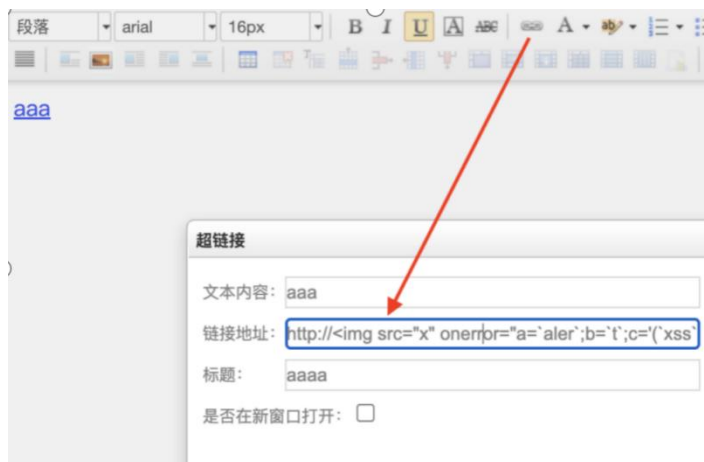 段落 arial 16px B I U A ABC A ab
aaa
超链接
文本内容： aaa
链接地址： http://<img src="x" onerror="a=`aler`;b=`t`;c='(`xss`
标题： aaaa
是否在新窗口打开：